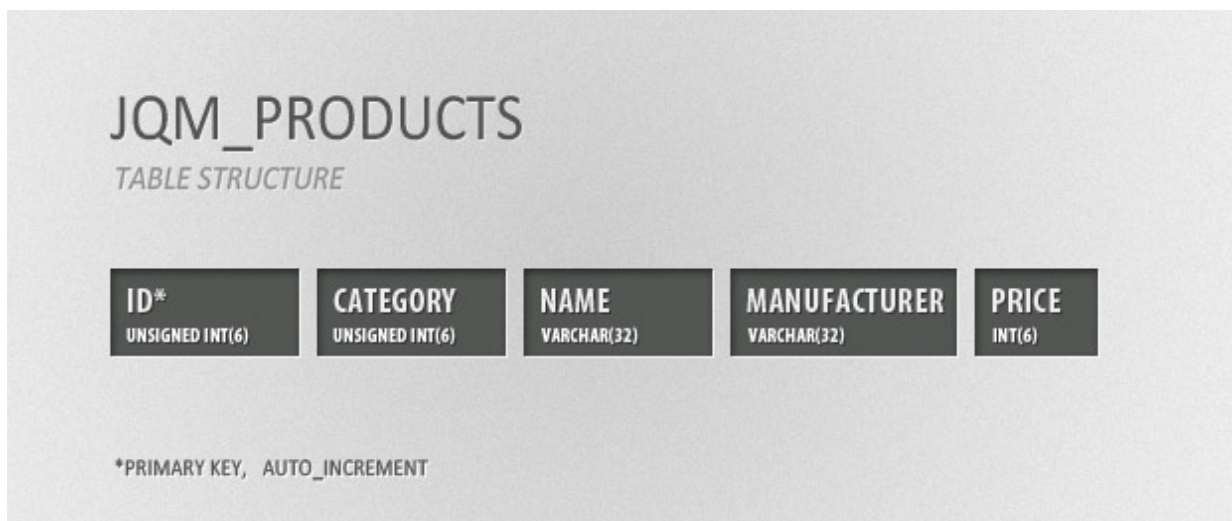 JQM_PRODUCTS
TABLE STRUCTURE
ID*
UNSIGNED INT(6)
CATEGORY
UNSIGNED INT(6)
NAME
VARCHAR(32)
MANUFACTURER
VARCHAR(32)
PRICE
INT(6)
*PRIMARY KEY, AUTO_INCREMENT